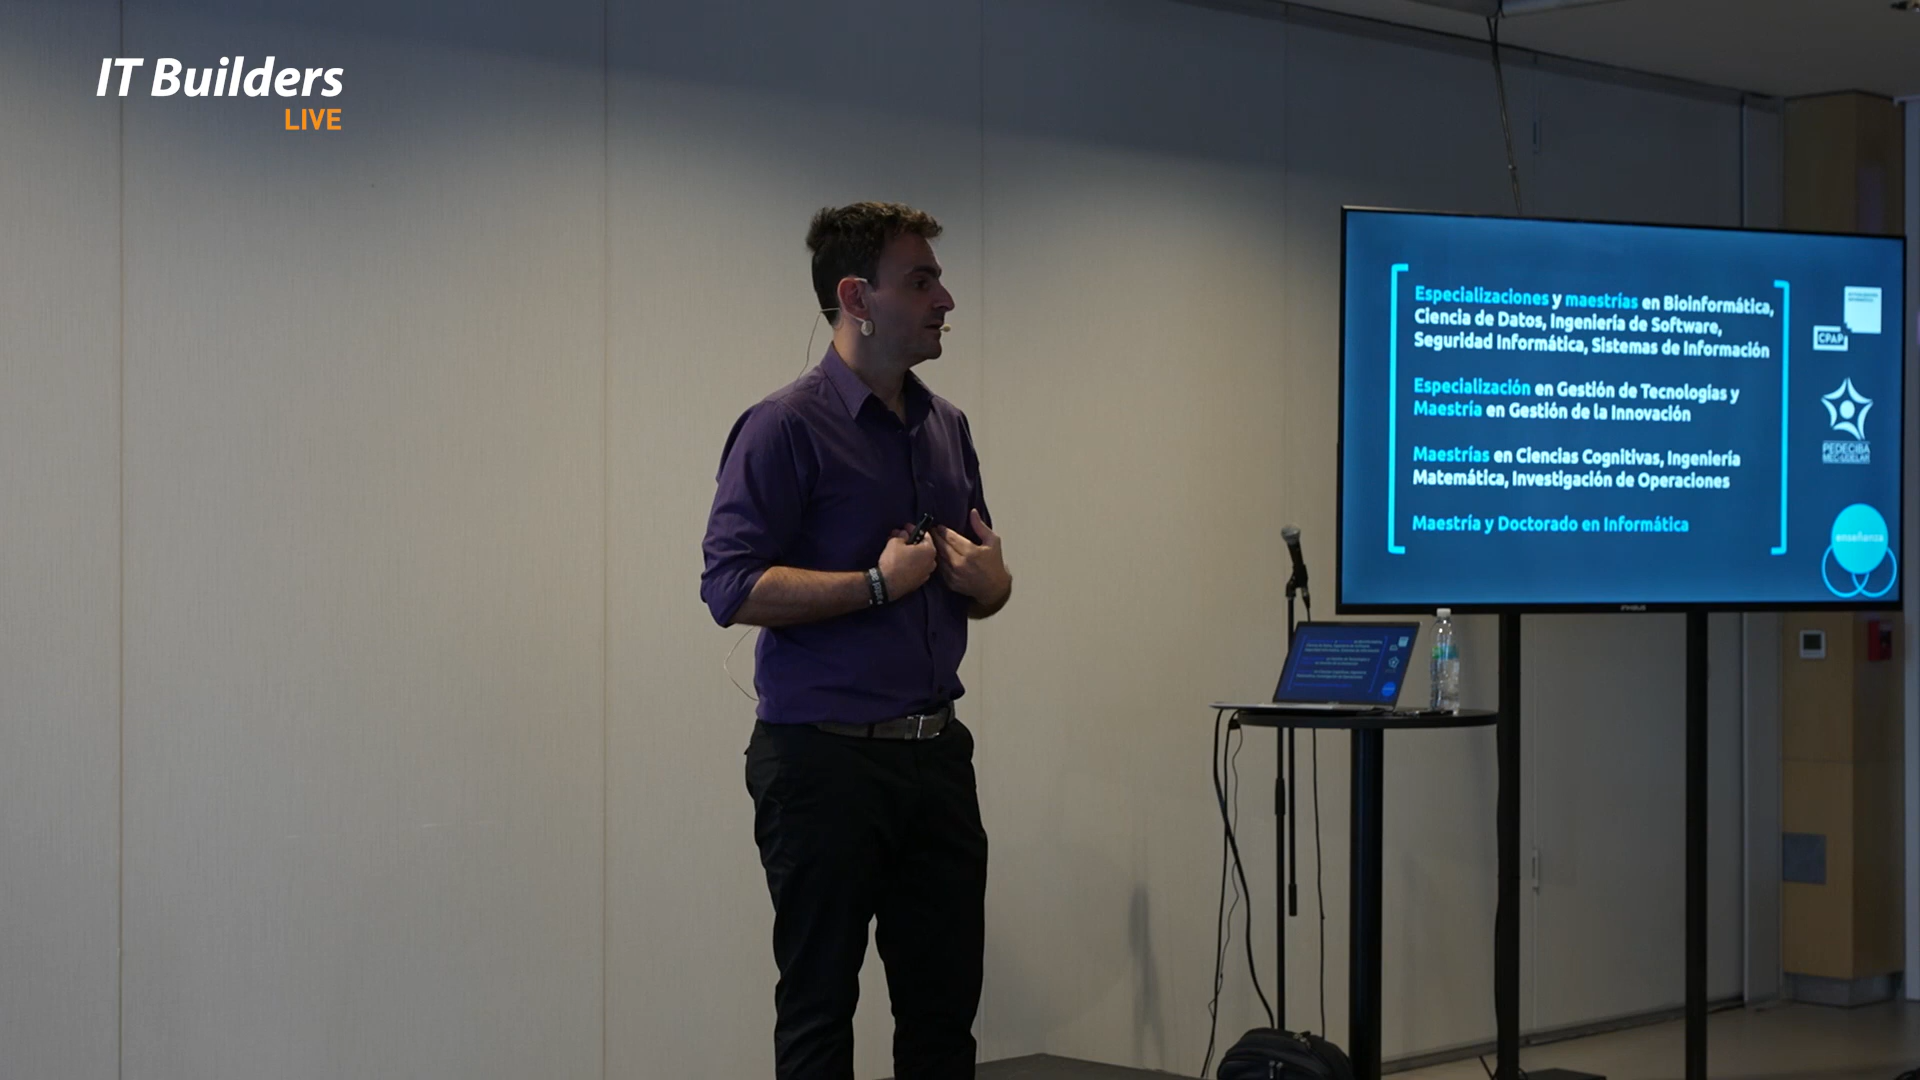 IT Builders
LIVE
Especializaciones y maestrías en Bioinformática,
Ciencia de Datos, Ingeniería de Software,
Seguridad Informática, Sistemas de Información
Especialización en Gestión de Tecnologías y
Maestría en Gestión de la Innovación
Maestrías en Ciencias Cognitivas, Ingeniería
Matemática, Investigación de Operaciones
Maestría y Doctorado en Informática
CPAP
PEDECIBA
MEC-UDELAR
enseñanza